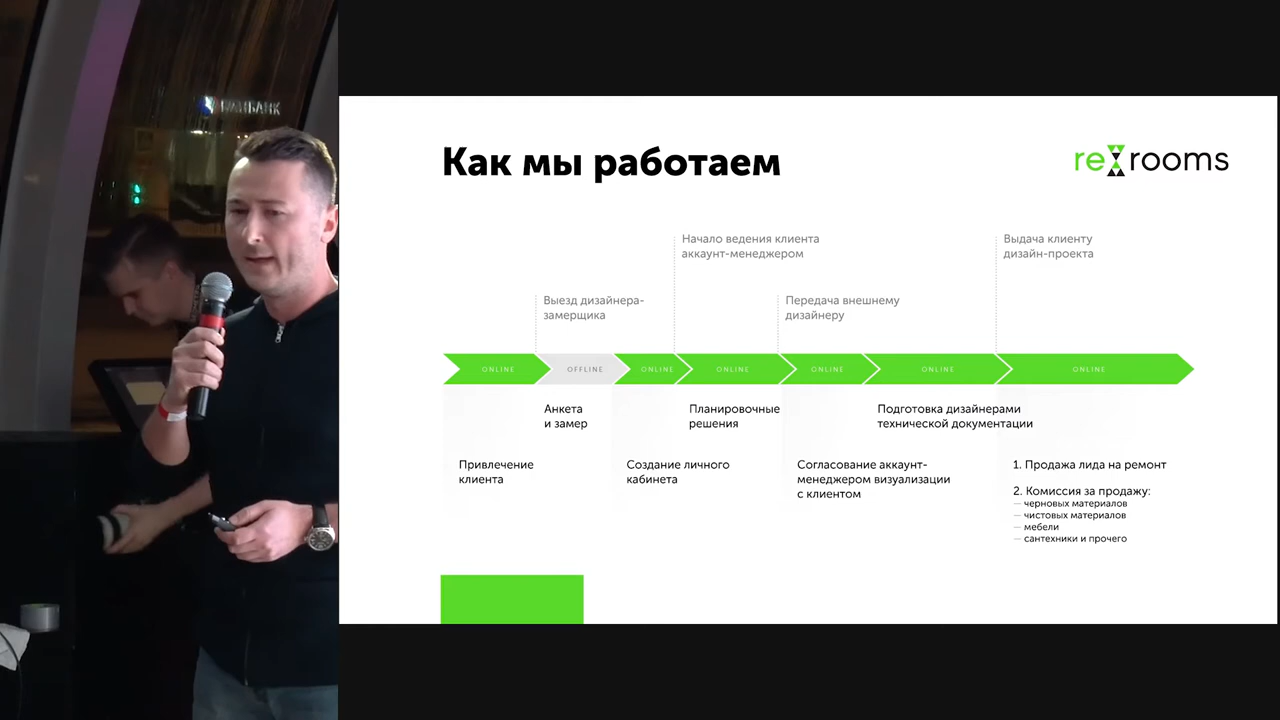 Как мы работаем
re rooms
Начало ведения клиента
аккаунт-менеджером
Выдача клиенту
дизайн-проекта
Выезд дизайнера-
замерщика
Передача внешнему
дизайнеру
ONLINE
OFFLINE
ONLINE
ONLINE
ONLINE
ONLINE
ONLINE
Анкета
и замер
Планировочные
решения
Подготовка дизайнерами
технической документации
Привлечение
клиента
Создание личного
кабинета
Согласование аккаунт-
менеджером визуализации
с клиентом
1. Продажа лида на ремонт
2. Комиссия за продажу:
— черновых материалов
— чистовых материалов
— мебели
— сантехники и прочего